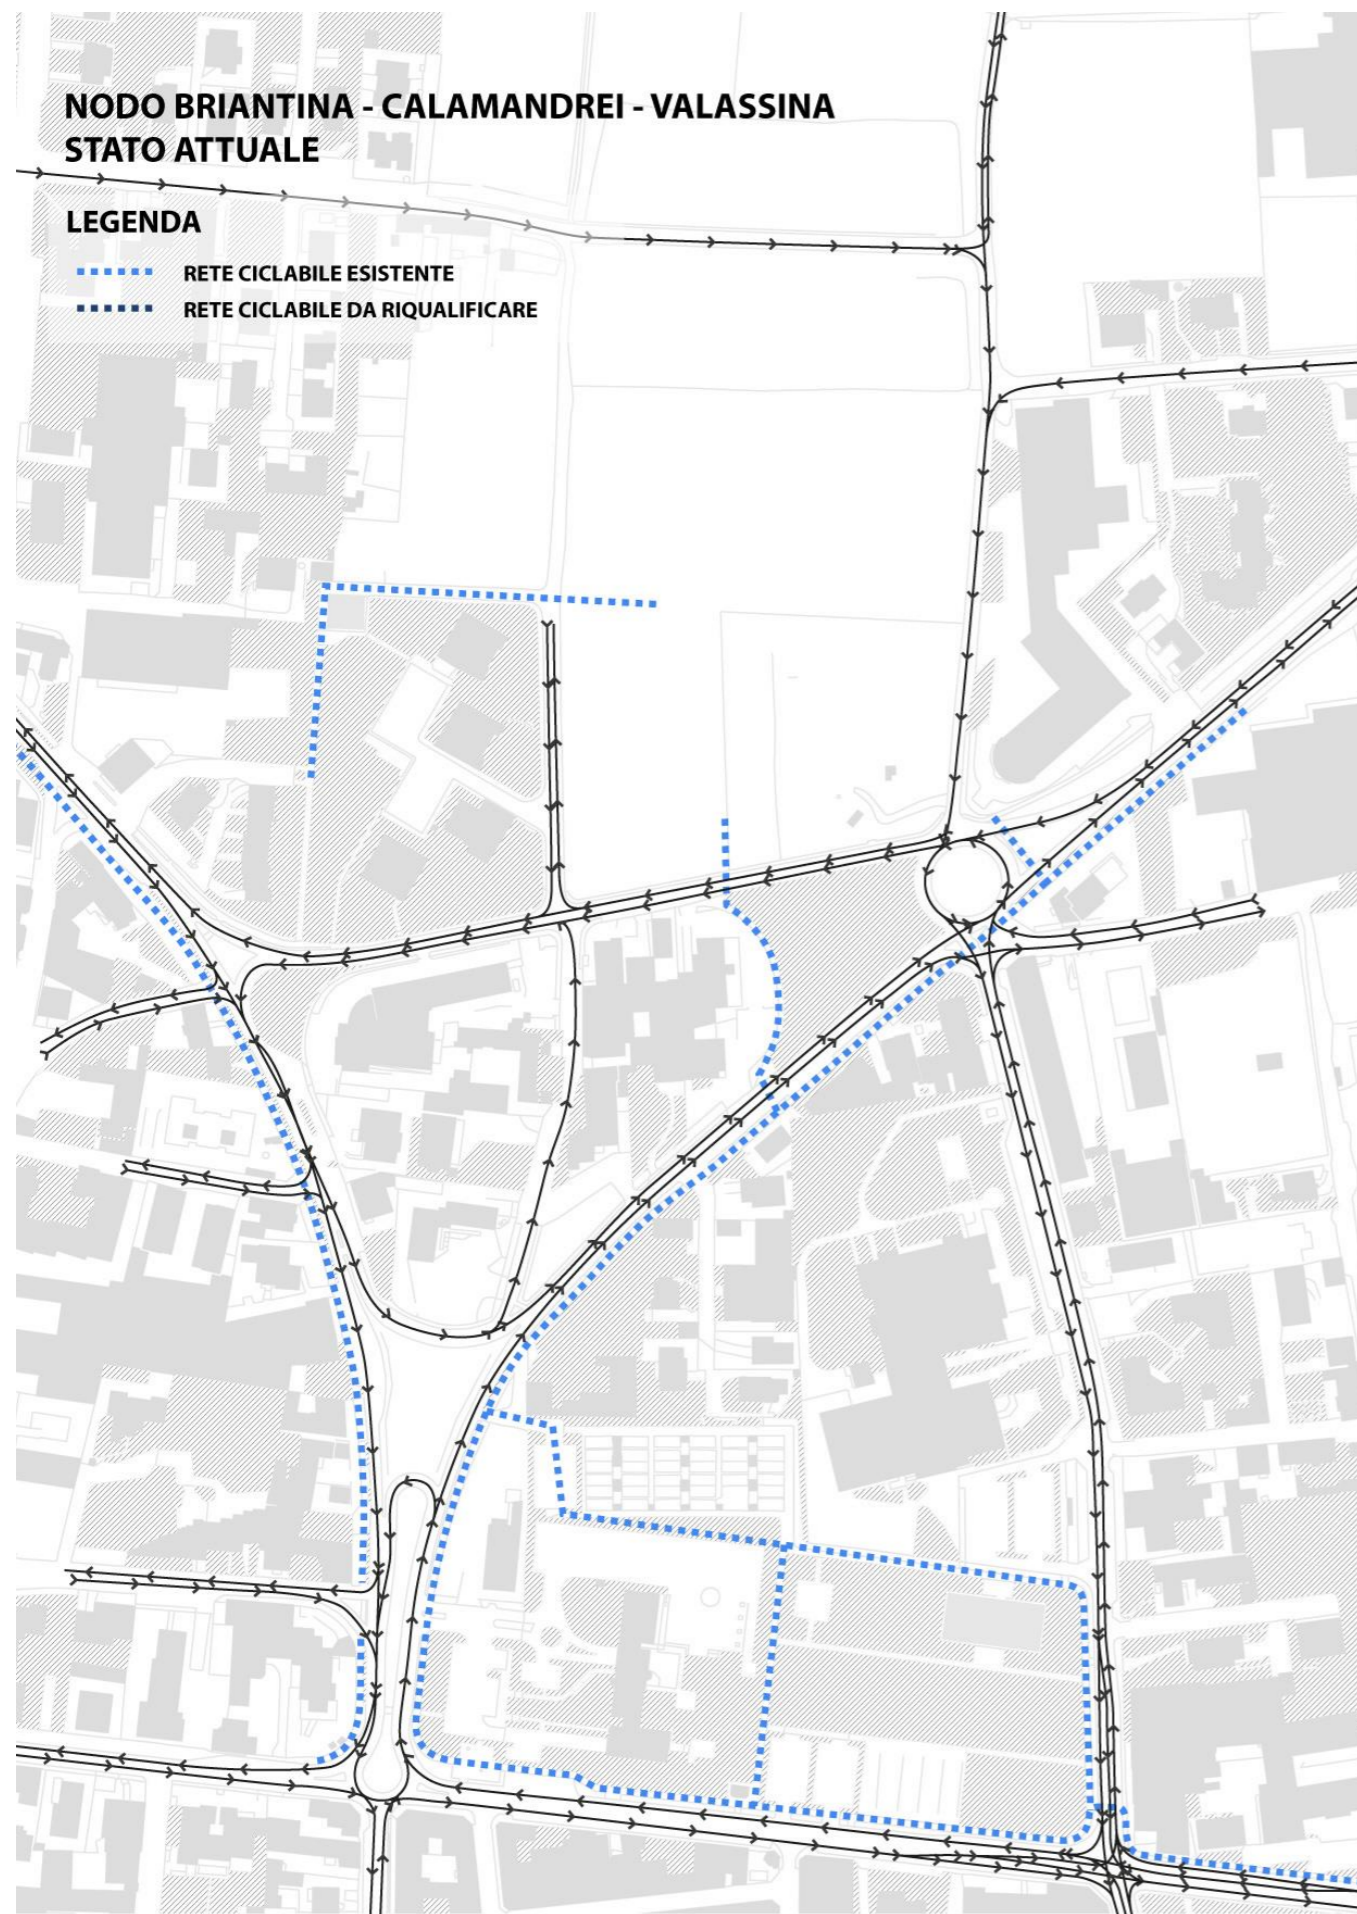 NODO BRIANTINA - CALAMANDREI - VALASSINA
STATO ATTUALE
LEGENDA
RETE CICLABILE ESISTENTE
RETE CICLABILE DA RIQUALIFICARE